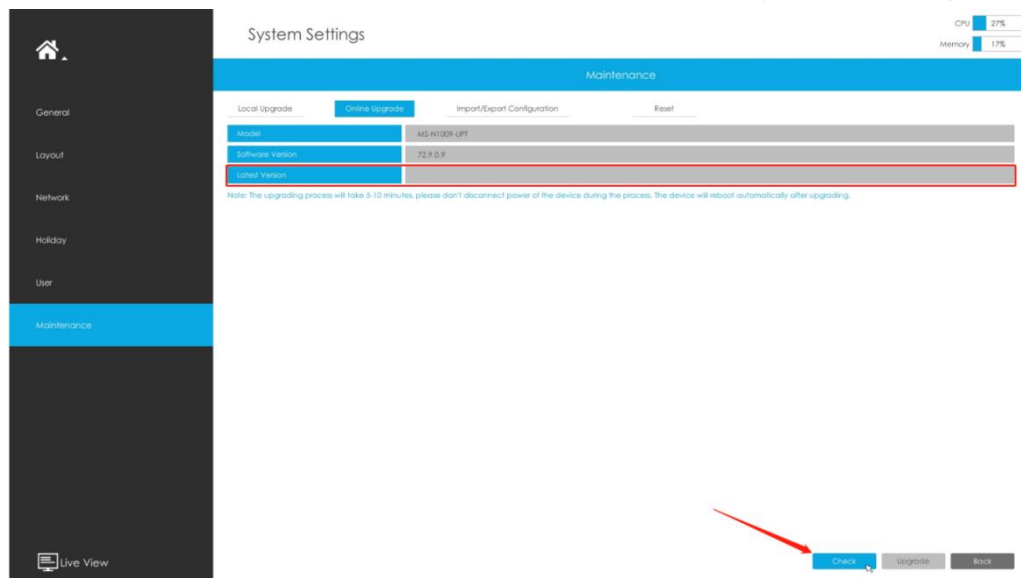 System Settings
CPU 27%
Memory 17%
Maintenance
General
Layout
Network
Holiday
User
Maintenance
Live View
Local Upgrade Online Upgrade Import/Export Configuration Reset
Model MS-N1009-UPT
Software Version 72.9.0.9
Latest Version
Note: The upgrading process will take 5-10 minutes, please don't disconnect power of the device during the process. The device will reboot automatically after upgrading.
Check Upgrade Back